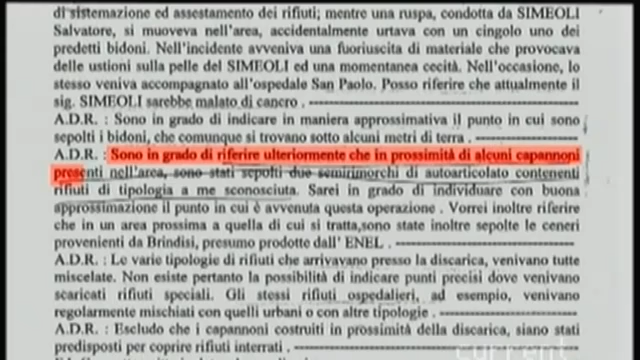 di sistemazione ed assestamento dei rifiuti; mentre una ruspa, condotta da SIMEOLI
Salvatore, si muoveva nell'area, accidentalmente urtava con un cingolo uno dei
predetti bidoni. Nell'incidente avveniva una fuoriuscita di materiale che provocava
delle ustioni sulla pelle del SIMEOLI ed una momentanea cecità. Nell'occasione, lo
stesso veniva accompagnato all'ospedale San Paolo. Posso riferire che attualmente il
sig. SIMEOLI sarebbe malato di cancro .
A.D.R. : Sono in grado di indicare in maniera approssimativa il punto in cui sono
sepolti i bidoni, che comunque si trovano sotto alcuni metri di terra .
A.D.R. : Sono in grado di riferire ulteriormente che in prossimità di alcuni capannoni
presenti nell'area, sono stati sepolti due semirimorchi di autoarticolato contenenti
rifiuti di tipologia a me sconosciuta. Sarei in grado di individuare con buona
approssimazione il punto in cui è avvenuta questa operazione . Vorrei inoltre riferire
che in un area prossima a quella di cui si tratta,sono state inoltre sepolte le ceneri
provenienti da Brindisi, presumo prodotte dall' ENEL .
A.D.R. : Le varie tipologie di rifiuti che arrivavano presso la discarica, venivano tutte
miscelate. Non esiste pertanto la possibilità di indicare punti precisi dove venivano
scaricati rifiuti speciali. Gli stessi rifiuti ospedalieri, ad esempio, venivano
regolarmente mischiati con quelli urbani o con altre tipologie .
A.D.R. : Escludo che i capannoni costruiti in prossimità della discarica, siano stati
predisposti per coprire rifiuti interrati .
current